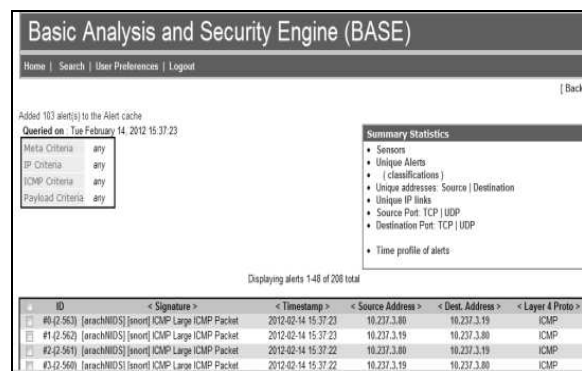 Basic Analysis and Security Engine (BASE)
Home | Search | User Preferences | Logout
[ Back
Added 103 alert(s) to the Alert cache
Queried on : Tue February 14, 2012 15:37:23
Meta Criteria any
IP Criteria any
ICMP Criteria any
Payload Criteria any
Summary Statistics
• Sensors
• Unique Alerts
• ( classifications )
• Unique addresses: Source | Destination
• Unique IP links
• Source Port: TCP | UDP
• Destination Port: TCP | UDP
• Time profile of alerts
Displaying alerts 1-48 of 208 total
ID < Signature > < Timestamp > < Source Address > < Dest. Address > < Layer 4 Proto >
#0-(2-563) [arachNIDS] [snort] ICMP Large ICMP Packet 2012-02-14 15:37:23 10.237.3.80 10.237.3.19 ICMP
#1-(2-562) [arachNIDS] [snort] ICMP Large ICMP Packet 2012-02-14 15:37:23 10.237.3.19 10.237.3.80 ICMP
#2-(2-561) [arachNIDS] [snort] ICMP Large ICMP Packet 2012-02-14 15:37:22 10.237.3.80 10.237.3.19 ICMP
#3-(2-560) [arachNIDS] [snort] ICMP Large ICMP Packet 2012-02-14 15:37:22 10.237.3.19 10.237.3.80 ICMP